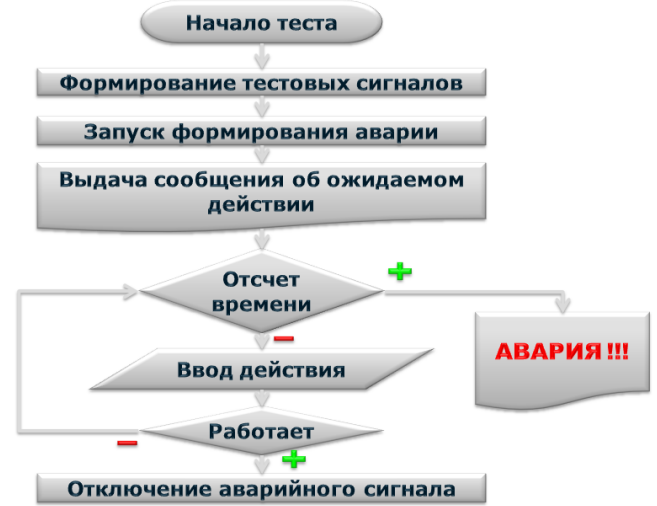 Начало теста
Формирование тестовых сигналов
Запуск формирования аварии
Выдача сообщения об ожидаемом
действии
Отсчет
времени
АВАРИЯ!!!
Ввод действия
Работает
Отключение аварийного сигнала